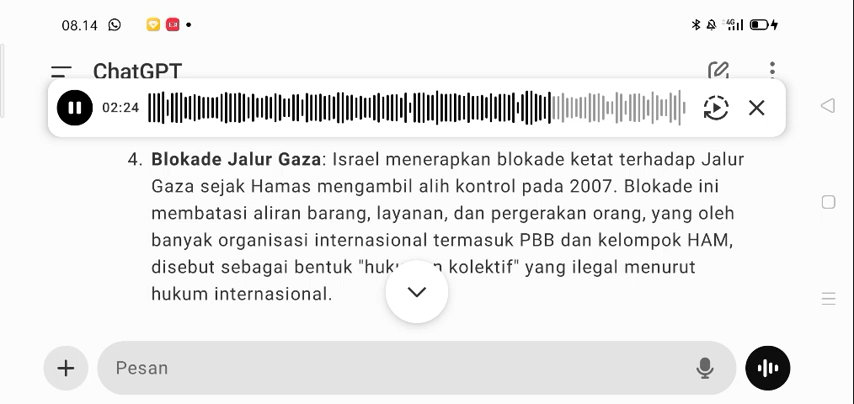 08.14
4G
ChatGPT
02:24
4. Blokade Jalur Gaza: Israel menerapkan blokade ketat terhadap Jalur
Gaza sejak Hamas mengambil alih kontrol pada 2007. Blokade ini
membatasi aliran barang, layanan, dan pergerakan orang, yang oleh
banyak organisasi internasional termasuk PBB dan kelompok HAM,
disebut sebagai bentuk "huk n kolektif" yang ilegal menurut
hukum internasional.
Pesan